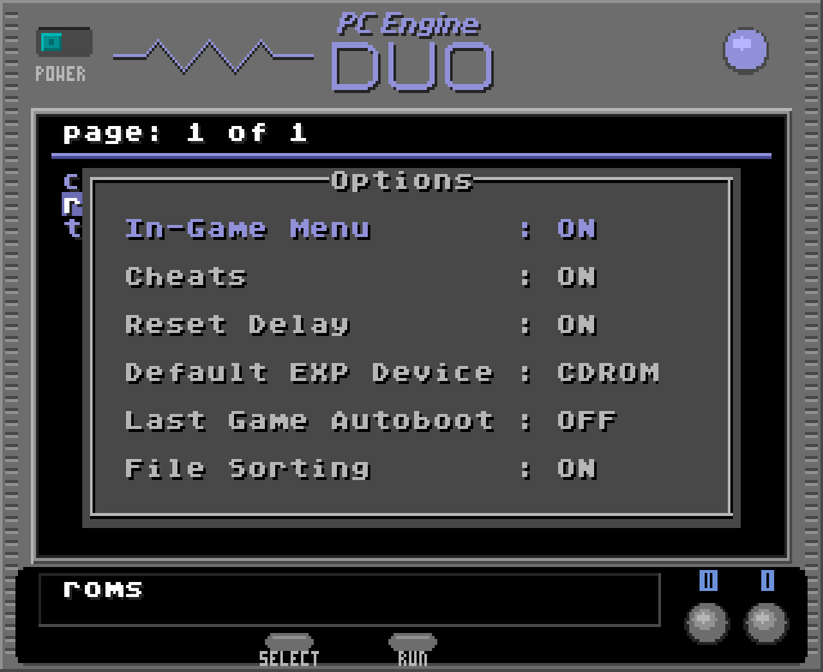 PC Engine
DUO
POWER
page: 1 of 1
c
r
t
Options
In-Game Menu : ON
Cheats : ON
Reset Delay : ON
Default EXP Device : CDROM
Last Game Autoboot : OFF
File Sorting : ON
roms
II I
SELECT RUN